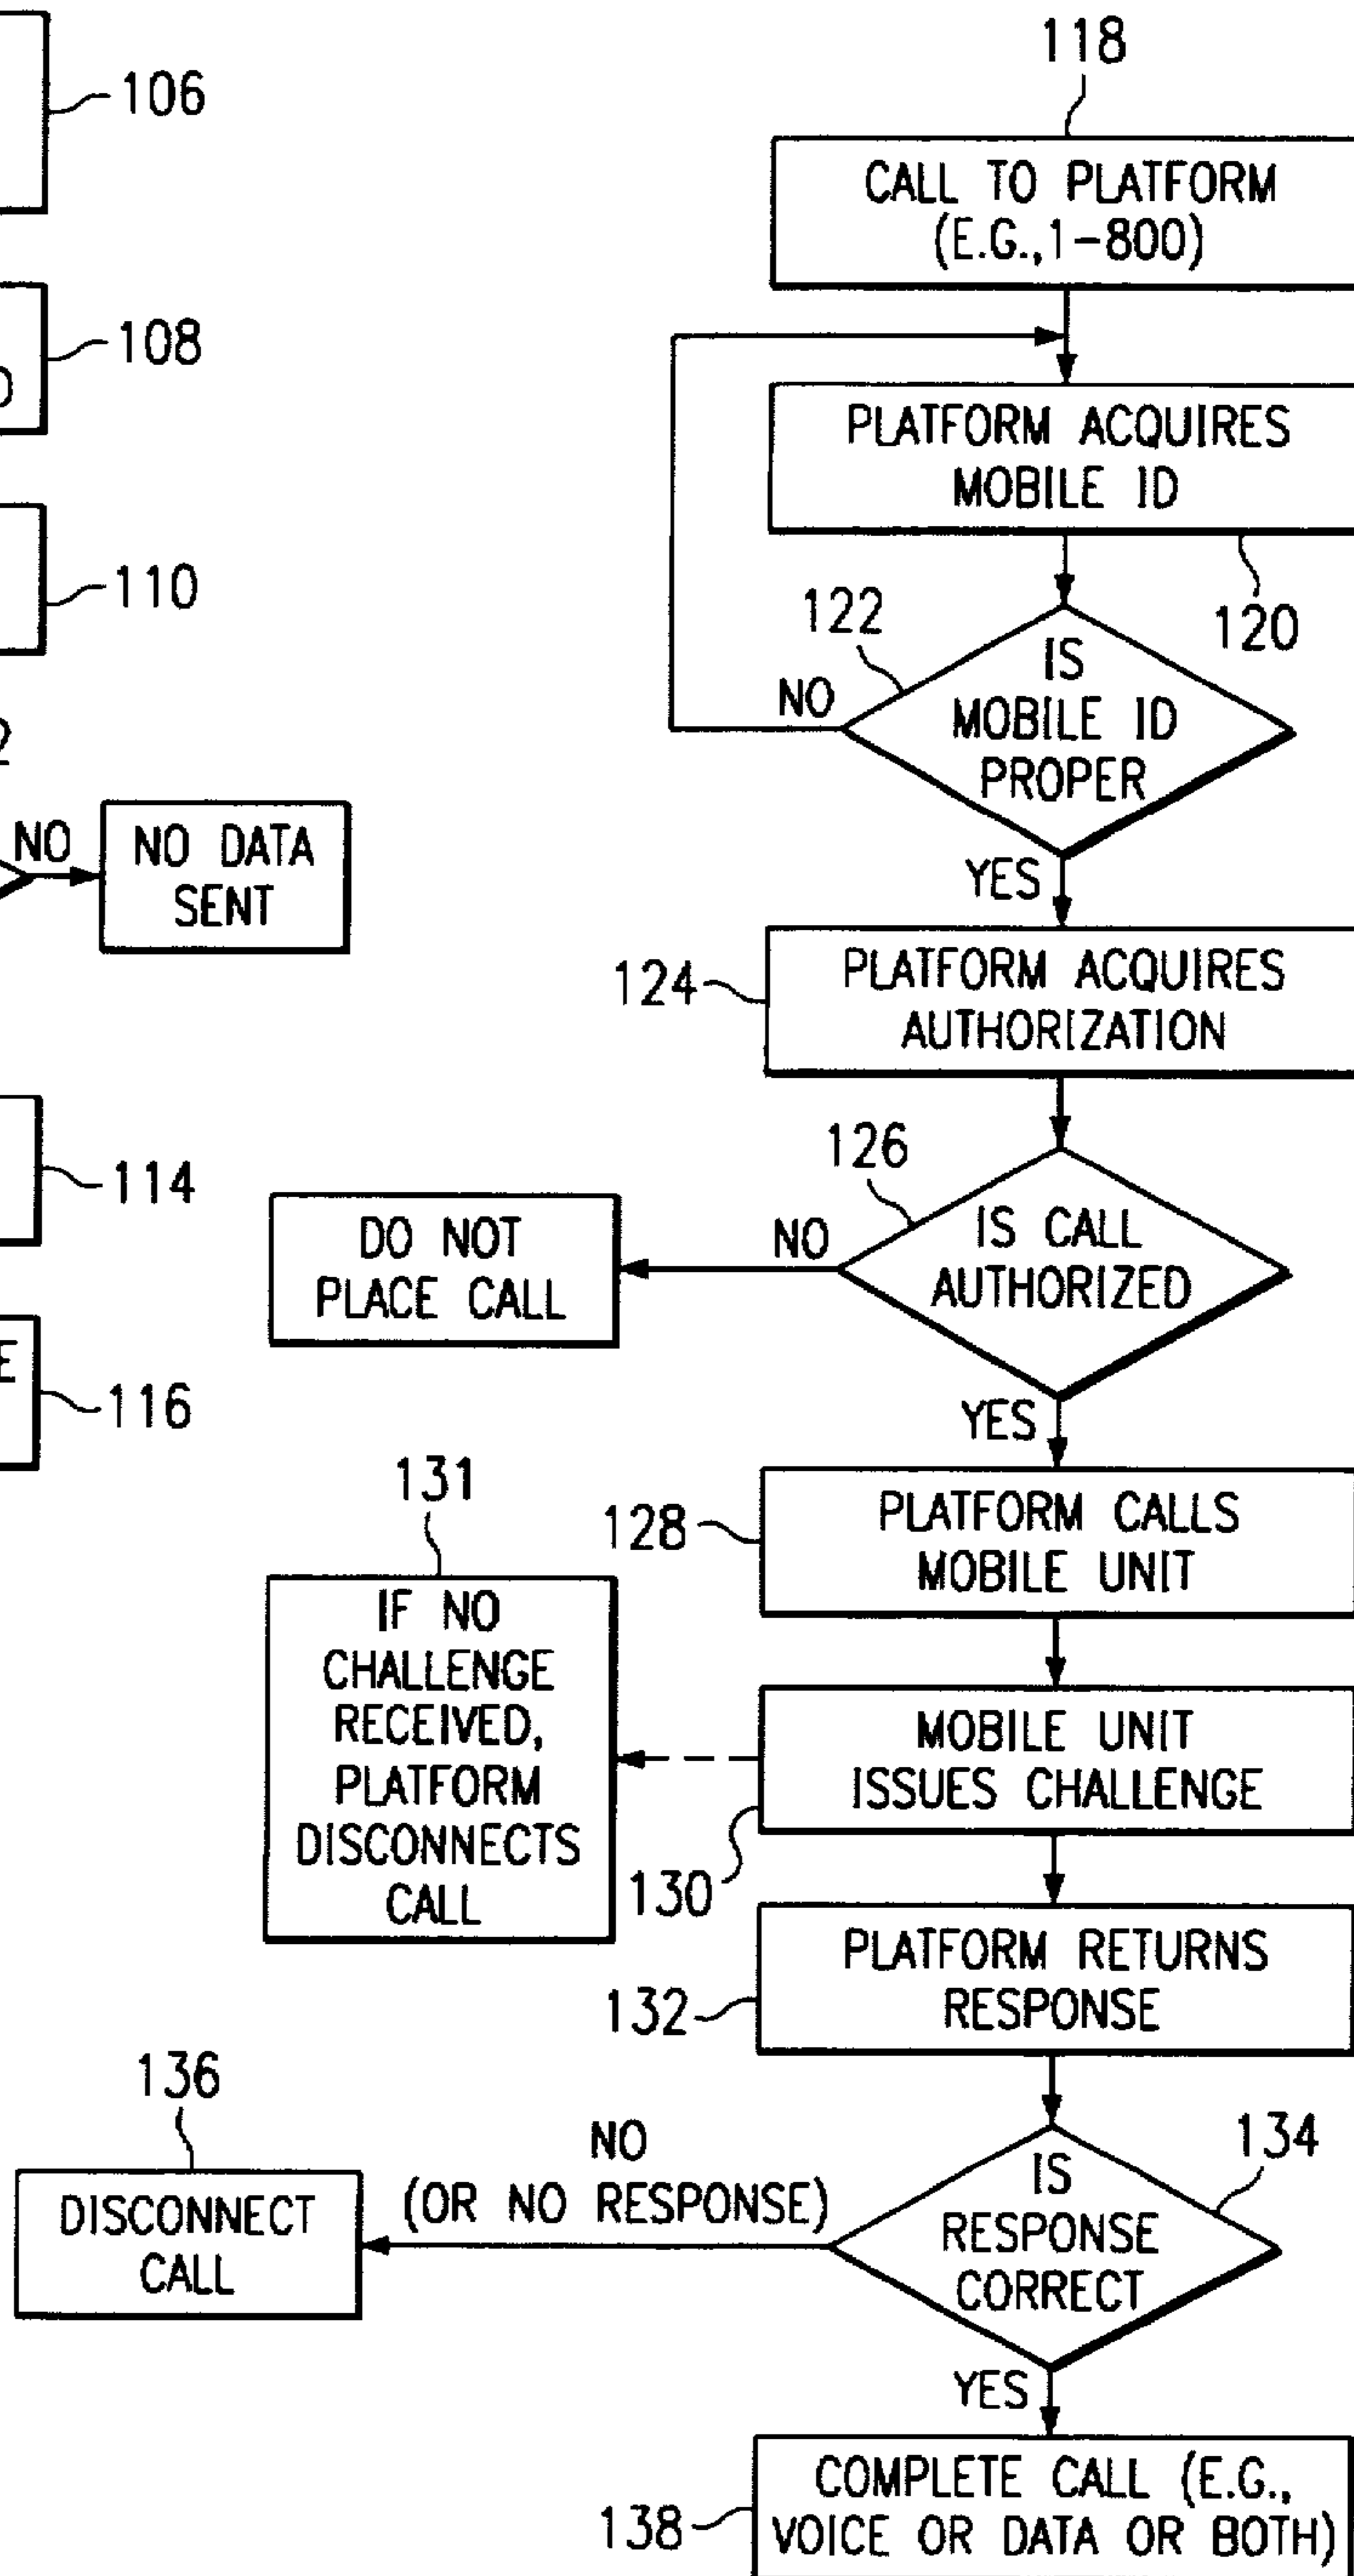 106
108
110
NO
NO DATA
SENT
114
116
118
CALL TO PLATFORM
(E.G.,1-800)
PLATFORM ACQUIRES
MOBILE ID
120
122
IS
MOBILE ID
PROPER
NO
YES
124
PLATFORM ACQUIRES
AUTHORIZATION
126
IS CALL
AUTHORIZED
NO
DO NOT
PLACE CALL
YES
128
PLATFORM CALLS
MOBILE UNIT
131
IF NO
CHALLENGE
RECEIVED,
PLATFORM
DISCONNECTS
CALL
MOBILE UNIT
ISSUES CHALLENGE
130
PLATFORM RETURNS
RESPONSE
132
134
IS
RESPONSE
CORRECT
NO
(OR NO RESPONSE)
136
DISCONNECT
CALL
YES
138
COMPLETE CALL (E.G.,
VOICE OR DATA OR BOTH)